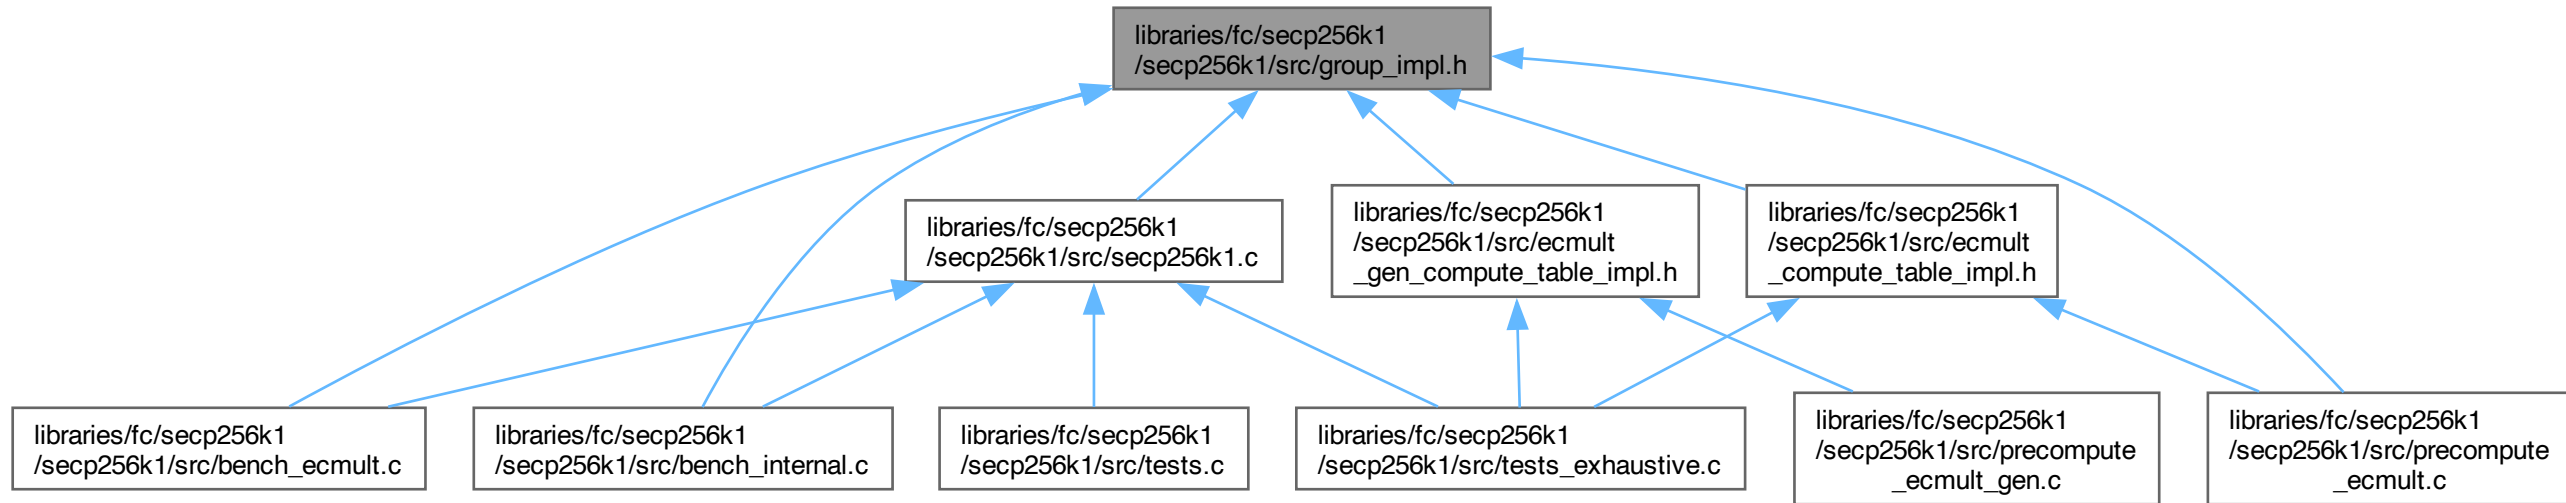 libraries/fc/secp256k1
/secp256k1/src/group_impl.h
libraries/fc/secp256k1
/secp256k1/src/secp256k1.c
libraries/fc/secp256k1
/secp256k1/src/ecmult
_gen_compute_table_impl.h
libraries/fc/secp256k1
/secp256k1/src/ecmult
_compute_table_impl.h
libraries/fc/secp256k1
/secp256k1/src/bench_ecmult.c
libraries/fc/secp256k1
/secp256k1/src/bench_internal.c
libraries/fc/secp256k1
/secp256k1/src/tests.c
libraries/fc/secp256k1
/secp256k1/src/tests_exhaustive.c
libraries/fc/secp256k1
/secp256k1/src/precompute
_ecmult_gen.c
libraries/fc/secp256k1
/secp256k1/src/precompute
_ecmult.c